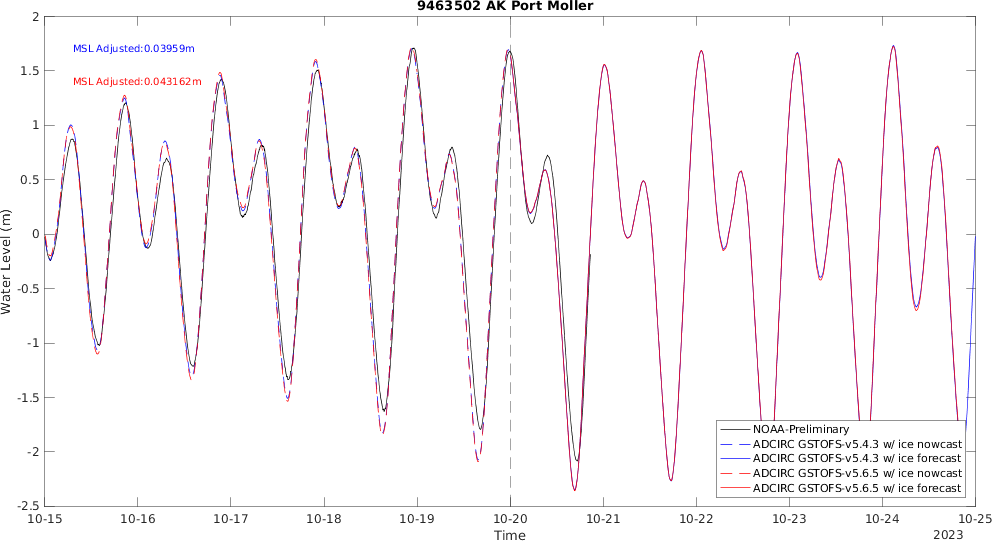 9463502 AK Port Moller
MSL Adjusted:0.03959m
MSL Adjusted:0.043162m
Water Level (m)
2
1.5
1
0.5
0
-0.5
-1
-1.5
-2
-2.5
NOAA-Preliminary
ADCIRC GSTOFS-v5.4.3 w/ ice nowcast
ADCIRC GSTOFS-v5.4.3 w/ ice forecast
ADCIRC GSTOFS-v5.6.5 w/ ice nowcast
ADCIRC GSTOFS-v5.6.5 w/ ice forecast
10-15 10-16 10-17 10-18 10-19 10-20 10-21 10-22 10-23 10-24 10-25
Time
2023